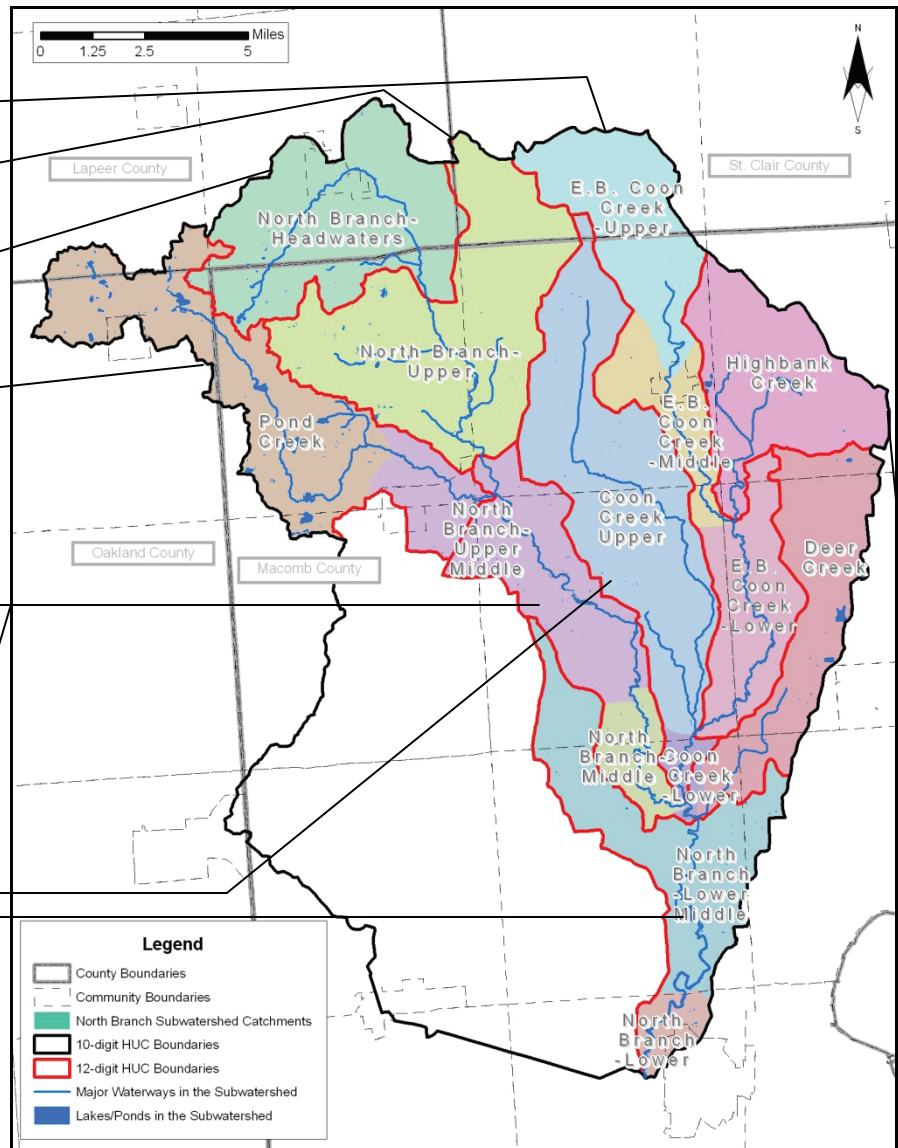 Miles
0 1.25 2.5 5
N
S
Lapeer County
St. Clair County
E.B. Coon
Creek
-Upper
North Branch-
Headwaters
North Branch-
Upper
Highbank
Creek
Pond
Creek
E.B.
Coon
Creek
-Middle
North
Branch-
Upper
Middle
Coon
Creek
Upper
Deer
Creek
E.B.
Coon
Creek
-Lower
Oakland County
Macomb County
North
Branch-
Middle
Coon
Creek
-Lower
North
Branch
-Lower
Middle
North
Branch
-Lower
Legend
County Boundaries
Community Boundaries
North Branch Subwatershed Catchments
10-digit HUC Boundaries
12-digit HUC Boundaries
Major Waterways in the Subwatershed
Lakes/Ponds in the Subwatershed